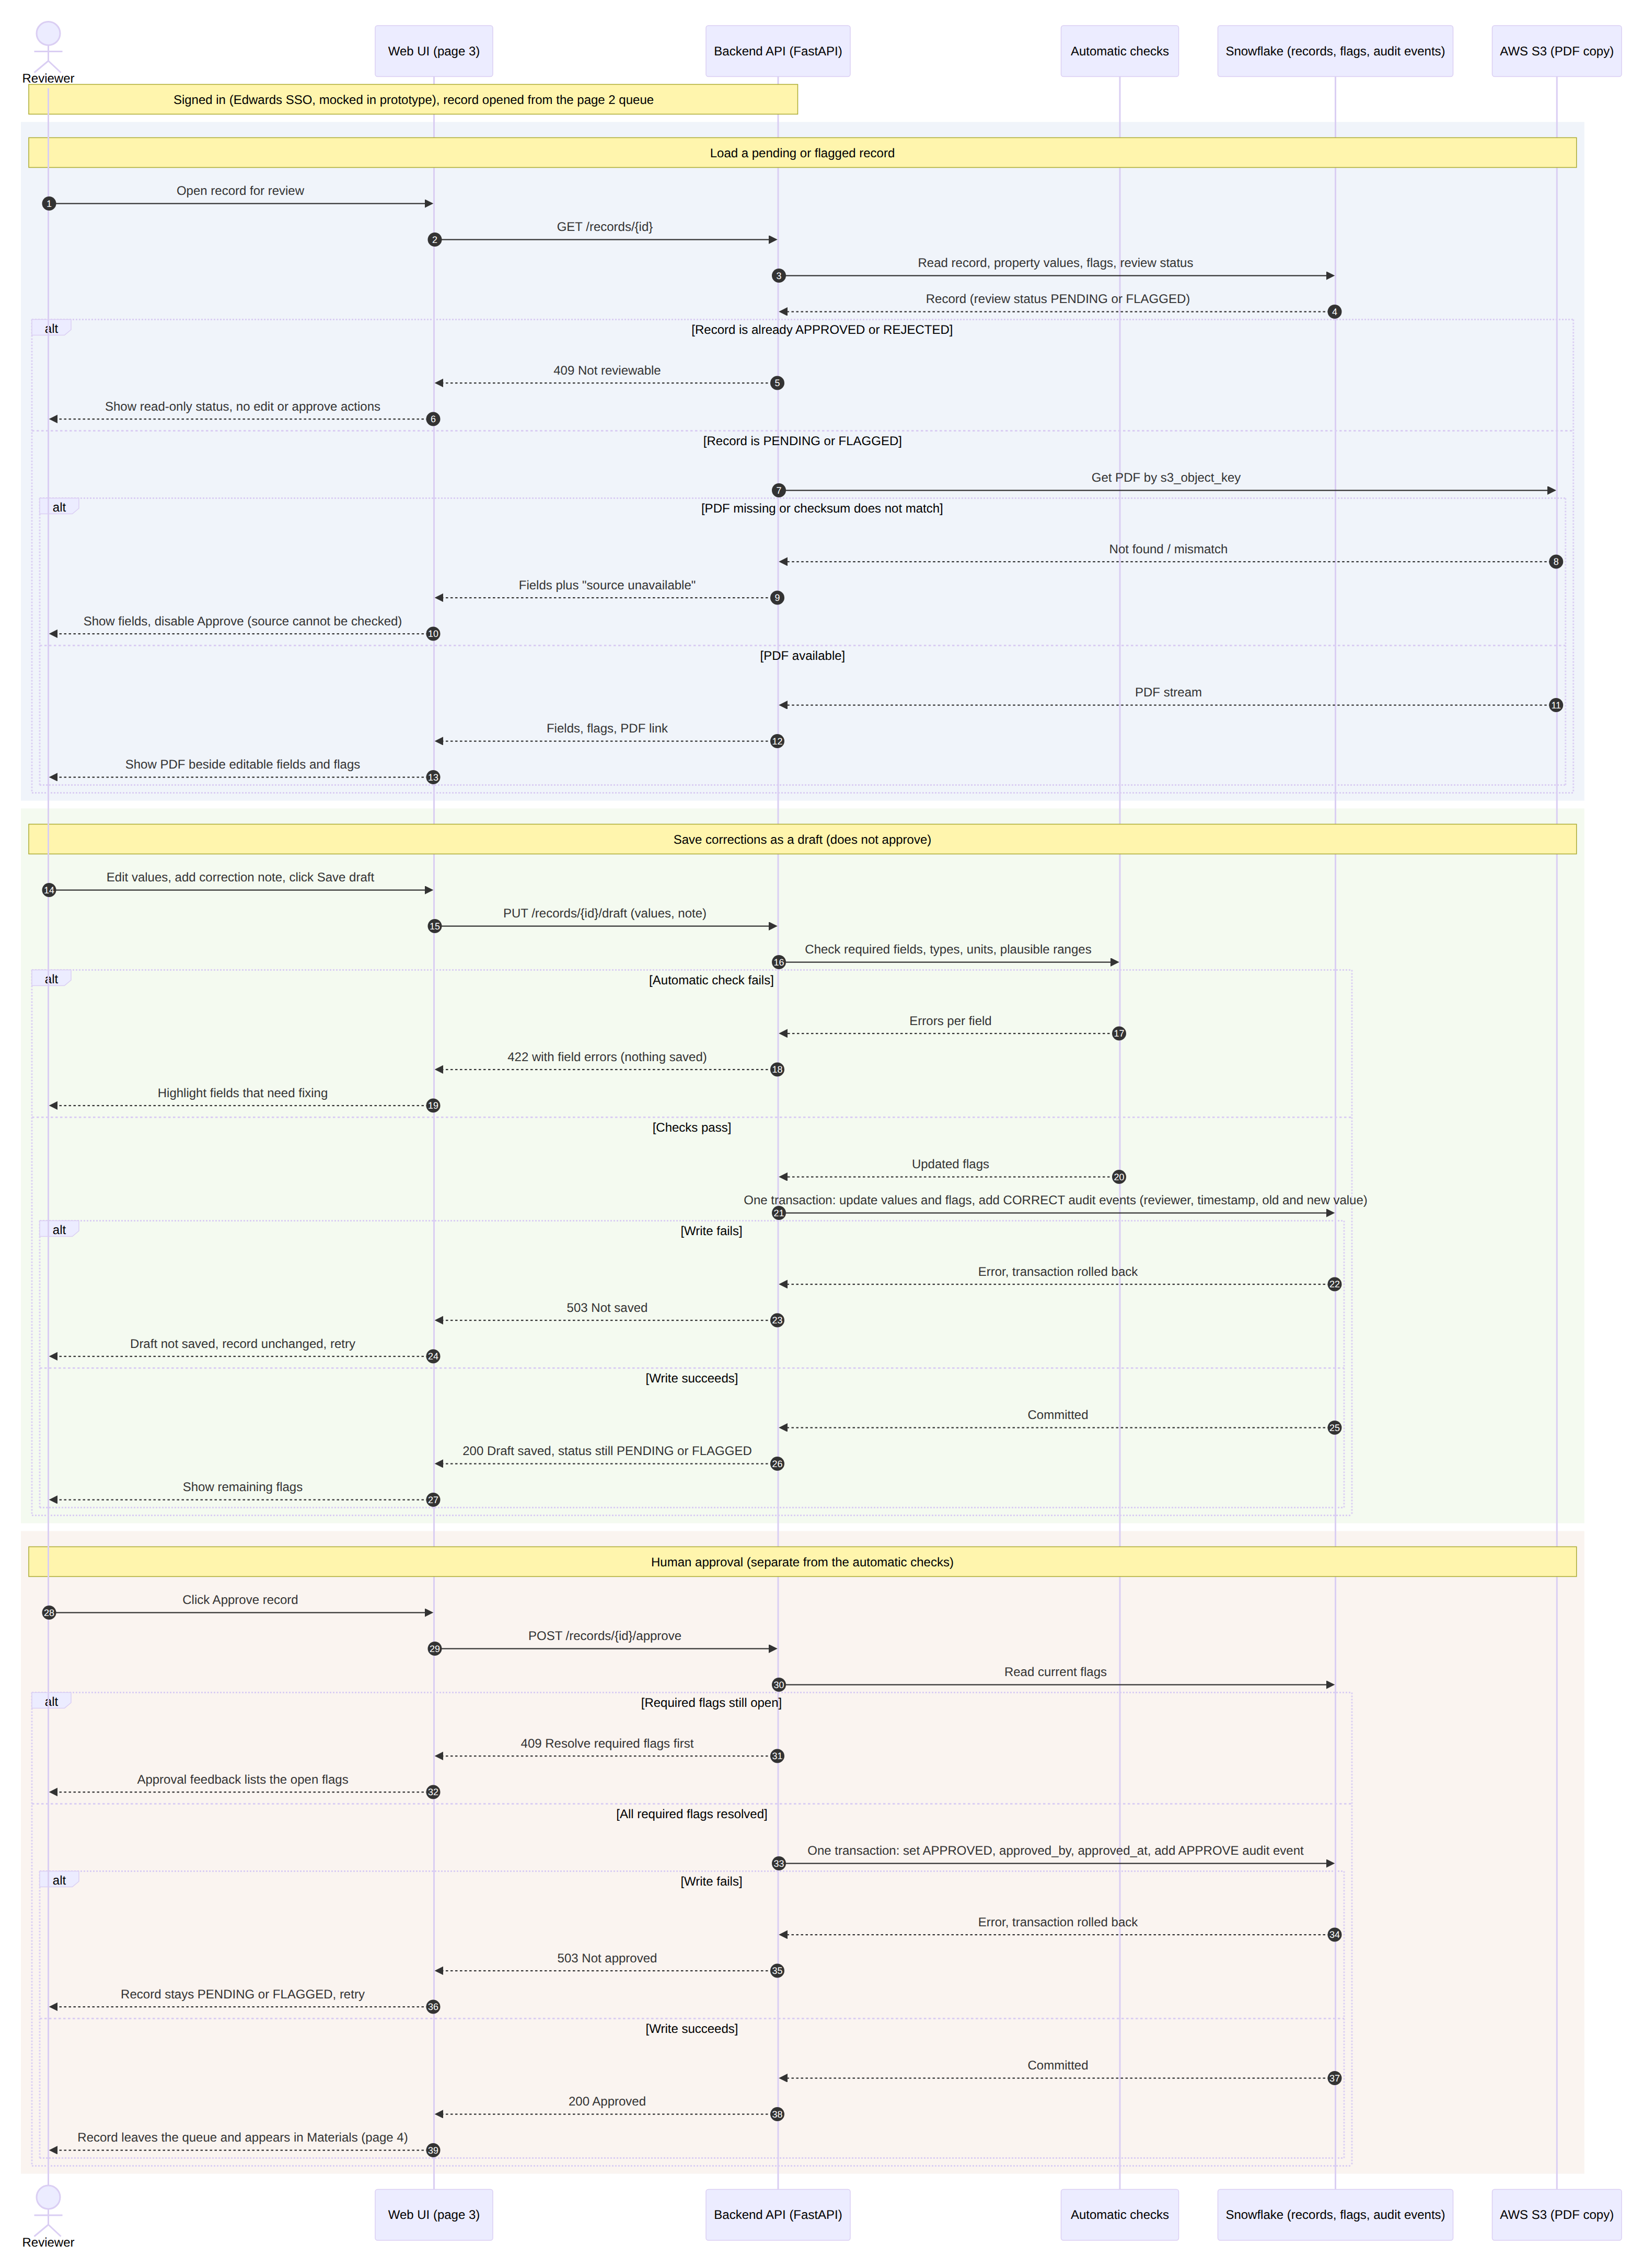 Reviewer
Web UI (page 3)
Backend API (FastAPI)
Automatic checks
Snowflake (records, flags, audit events)
AWS S3 (PDF copy)
Signed in (Edwards SSO, mocked in prototype), record opened from the page 2 queue
Load a pending or flagged record
Open record for review
1
GET /records/{id}
2
Read record, property values, flags, review status
3
Record (review status PENDING or FLAGGED)
4
alt
[Record is already APPROVED or REJECTED]
409 Not reviewable
5
Show read-only status, no edit or approve actions
6
[Record is PENDING or FLAGGED]
Get PDF by s3_object_key
7
alt
[PDF missing or checksum does not match]
Not found / mismatch
8
Fields plus "source unavailable"
9
Show fields, disable Approve (source cannot be checked)
10
[PDF available]
PDF stream
11
Fields, flags, PDF link
12
Show PDF beside editable fields and flags
13
Save corrections as a draft (does not approve)
Edit values, add correction note, click Save draft
14
PUT /records/{id}/draft (values, note)
15
Check required fields, types, units, plausible ranges
16
alt
[Automatic check fails]
Errors per field
17
422 with field errors (nothing saved)
18
Highlight fields that need fixing
19
[Checks pass]
Updated flags
20
One transaction: update values and flags, add CORRECT audit events (reviewer, timestamp, old and new value)
21
alt
[Write fails]
Error, transaction rolled back
22
503 Not saved
23
Draft not saved, record unchanged, retry
24
[Write succeeds]
Committed
25
200 Draft saved, status still PENDING or FLAGGED
26
Show remaining flags
27
Human approval (separate from the automatic checks)
Click Approve record
28
POST /records/{id}/approve
29
Read current flags
30
alt
[Required flags still open]
409 Resolve required flags first
31
Approval feedback lists the open flags
32
[All required flags resolved]
One transaction: set APPROVED, approved_by, approved_at, add APPROVE audit event
33
alt
[Write fails]
Error, transaction rolled back
34
503 Not approved
35
Record stays PENDING or FLAGGED, retry
36
[Write succeeds]
Committed
37
200 Approved
38
Record leaves the queue and appears in Materials (page 4)
39
Reviewer
Web UI (page 3)
Backend API (FastAPI)
Automatic checks
Snowflake (records, flags, audit events)
AWS S3 (PDF copy)